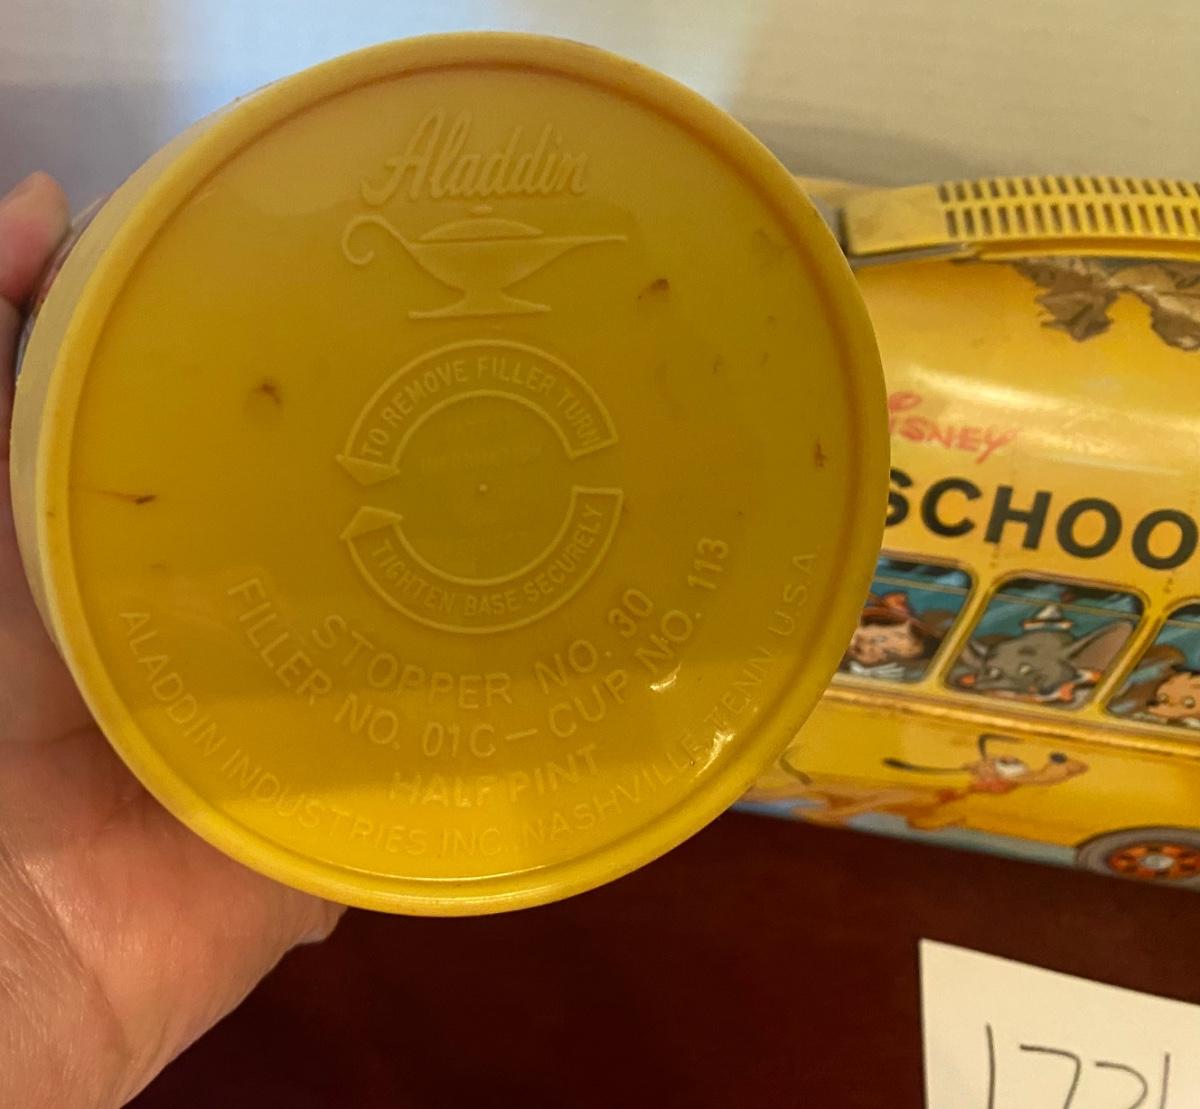 Aladdin
TO REMOVE FILLER TURN
TIGHTEN BASE SECURELY
STOPPER NO. 30
FILLER NO. 01C - CUP NO. 113
HALF PINT
ALADDIN INDUSTRIES INC. NASHVILLE, TENN. U.S.A.
DISNEY
SCHOO